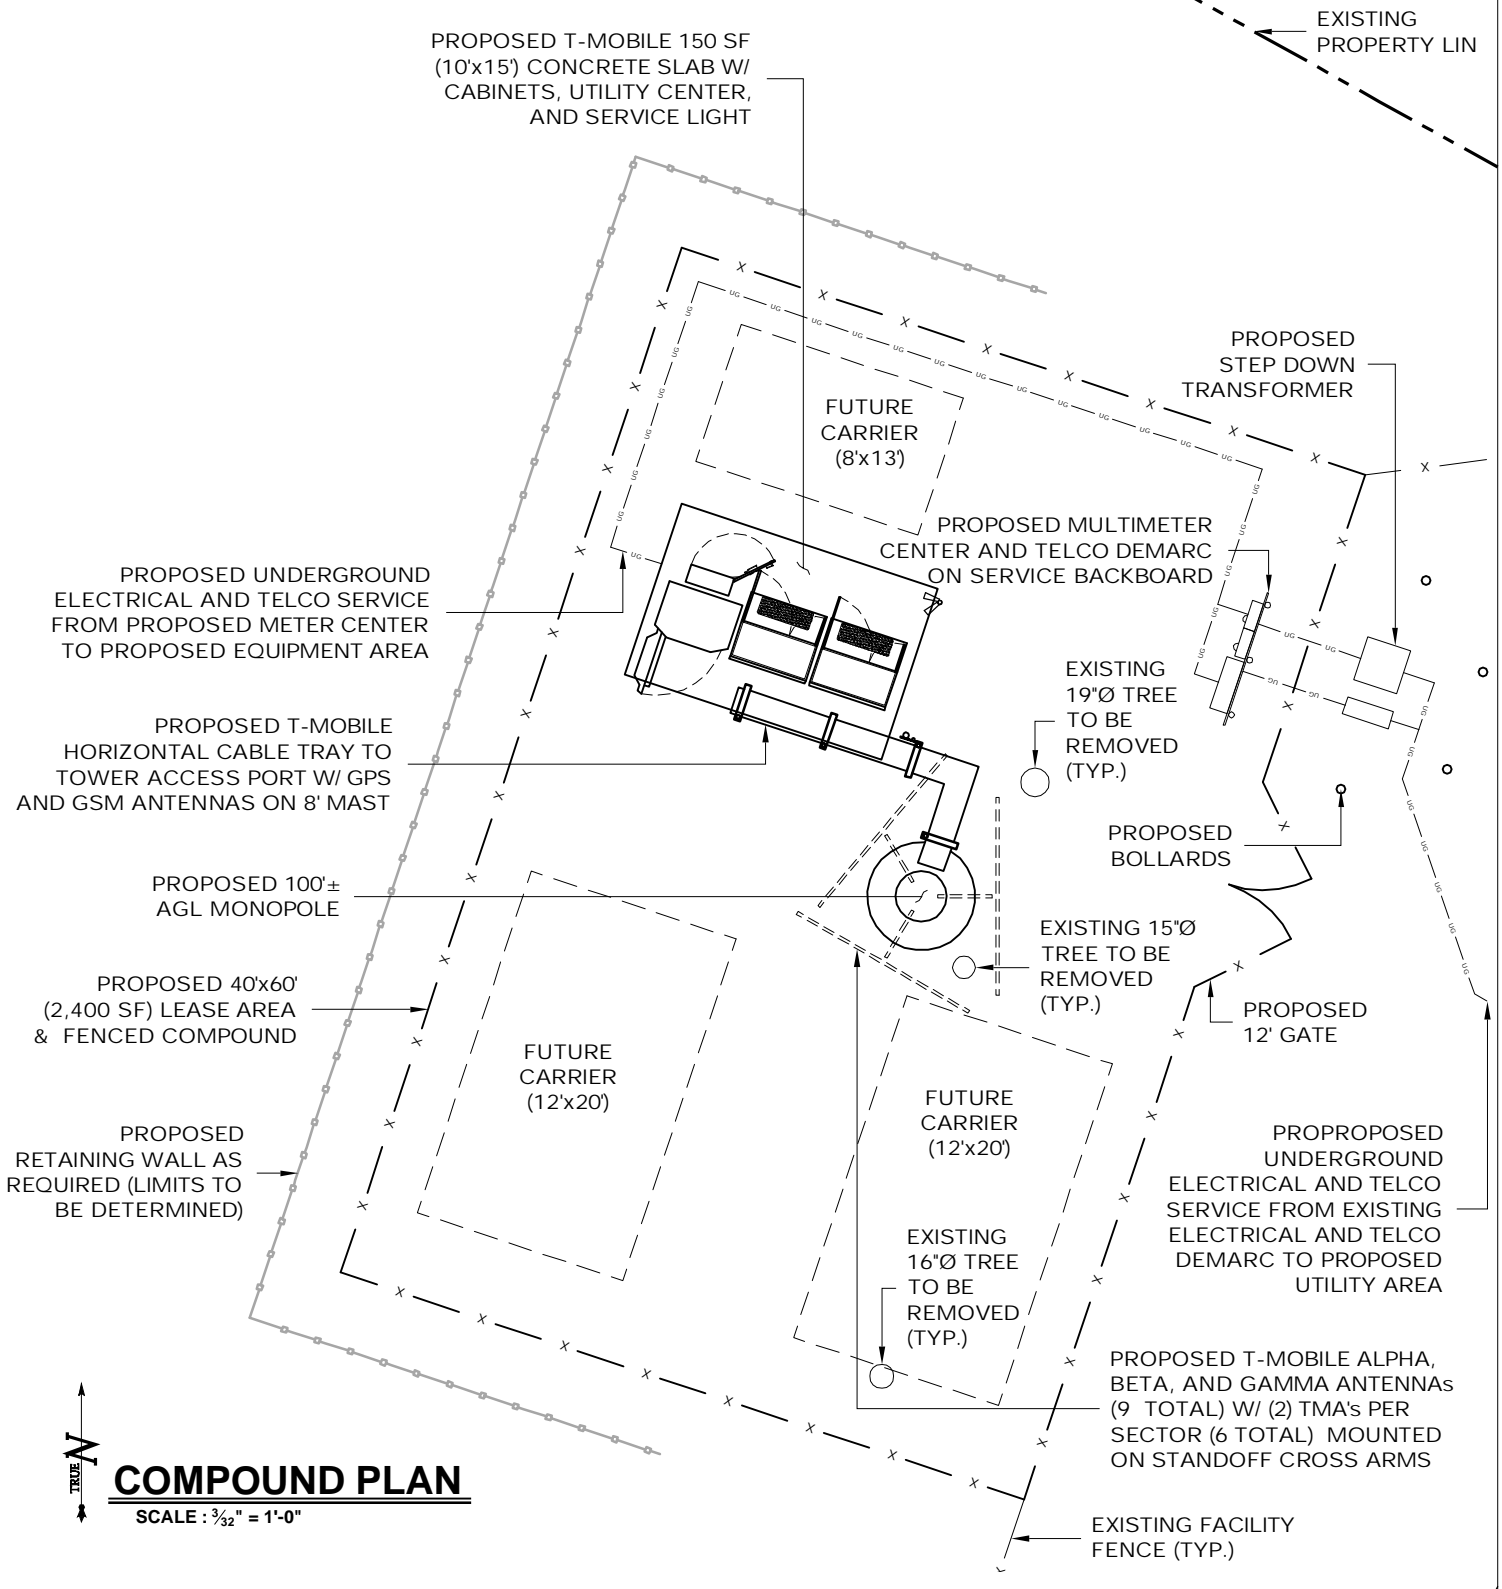 EXISTING
PROPERTY LIN
PROPOSED T-MOBILE 150 SF
(10'x15') CONCRETE SLAB W/
CABINETS, UTILITY CENTER,
AND SERVICE LIGHT
PROPOSED
STEP DOWN
TRANSFORMER
FUTURE
CARRIER
(8'x13')
PROPOSED MULTIMETER
CENTER AND TELCO DEMARC
ON SERVICE BACKBOARD
PROPOSED UNDERGROUND
ELECTRICAL AND TELCO SERVICE
FROM PROPOSED METER CENTER
TO PROPOSED EQUIPMENT AREA
EXISTING
19"Ø TREE
TO BE
REMOVED
(TYP.)
PROPOSED T-MOBILE
HORIZONTAL CABLE TRAY TO
TOWER ACCESS PORT W/ GPS
AND GSM ANTENNAS ON 8' MAST
PROPOSED
BOLLARDS
PROPOSED 100'±
AGL MONOPOLE
EXISTING 15"Ø
TREE TO BE
REMOVED
(TYP.)
PROPOSED 40'x60'
(2,400 SF) LEASE AREA
& FENCED COMPOUND
PROPOSED
12' GATE
FUTURE
CARRIER
(12'x20')
FUTURE
CARRIER
(12'x20')
PROPOSED
RETAINING WALL AS
REQUIRED (LIMITS TO
BE DETERMINED)
PROPROPOSED
UNDERGROUND
ELECTRICAL AND TELCO
SERVICE FROM EXISTING
ELECTRICAL AND TELCO
DEMARC TO PROPOSED
UTILITY AREA
EXISTING
16"Ø TREE
TO BE
REMOVED
(TYP.)
PROPOSED T-MOBILE ALPHA,
BETA, AND GAMMA ANTENNAs
(9 TOTAL) W/ (2) TMA's PER
SECTOR (6 TOTAL) MOUNTED
ON STANDOFF CROSS ARMS
TRUE N
COMPOUND PLAN
SCALE : 3⁄32" = 1'-0"
EXISTING FACILITY
FENCE (TYP.)